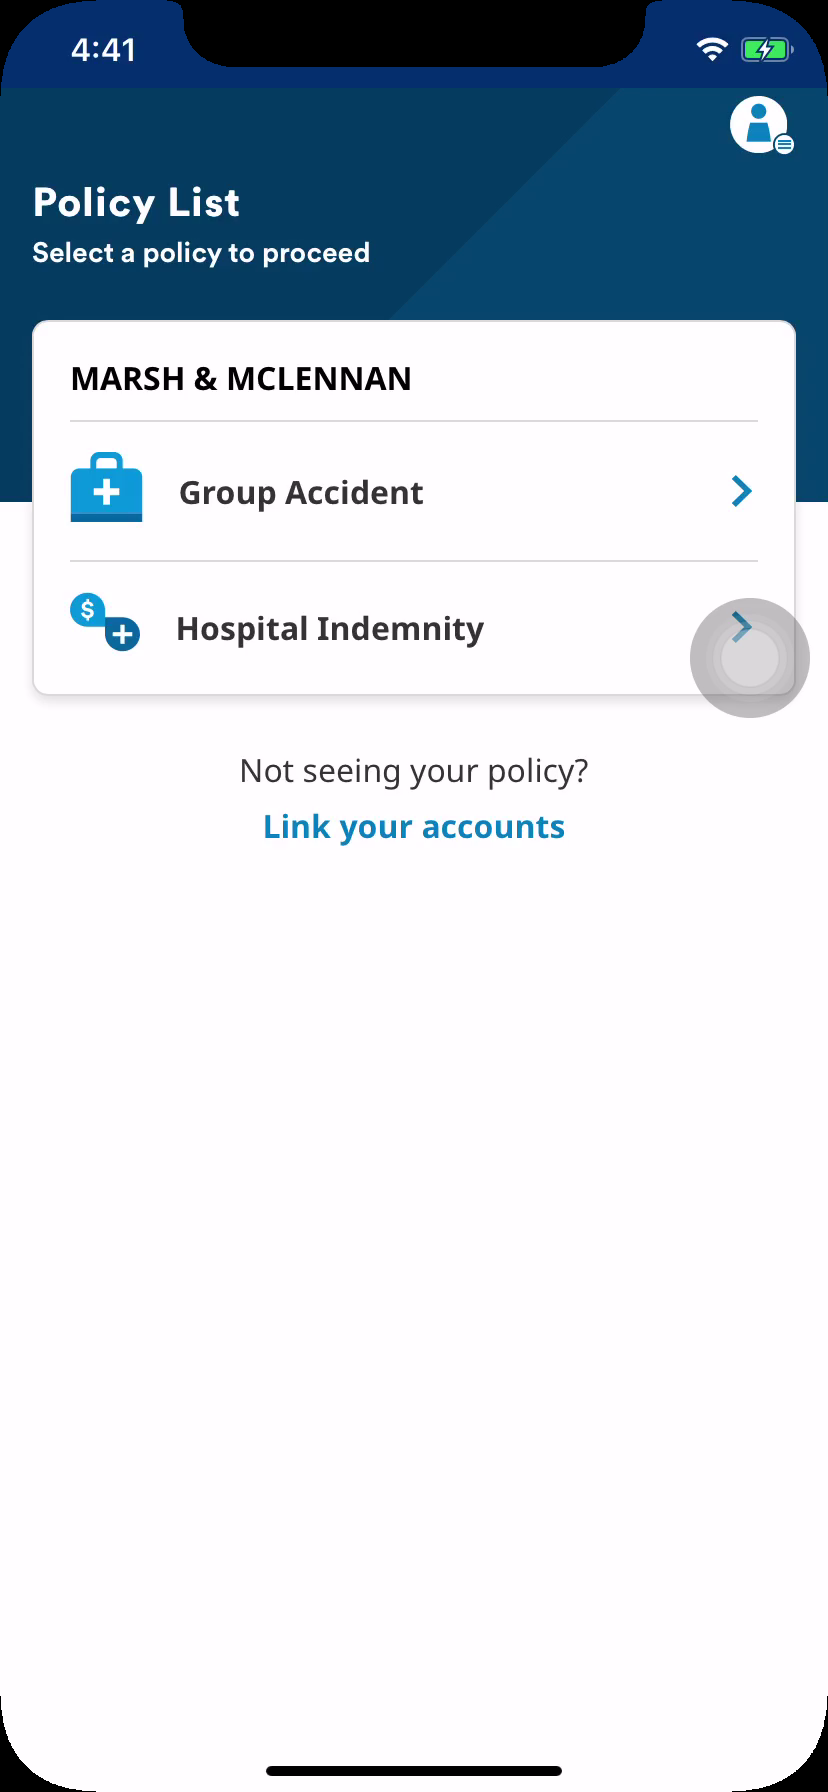 4:41
Policy List
Select a policy to proceed
MARSH & MCLENNAN
Group Accident
$
Hospital Indemnity
Not seeing your policy?
Link your accounts